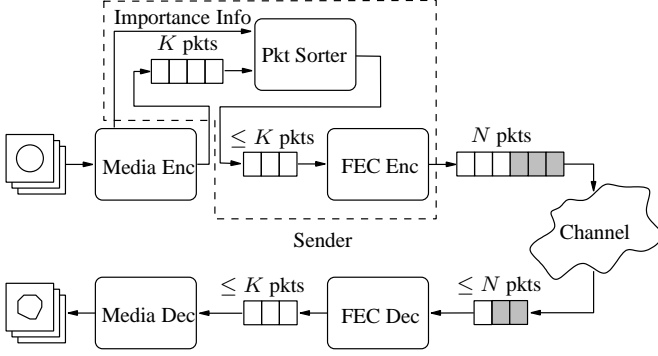 Importance Info
K pkts
Pkt Sorter
≤ K pkts
N pkts
Media Enc
FEC Enc
Sender
Channel
≤ K pkts
≤ N pkts
Media Dec
FEC Dec